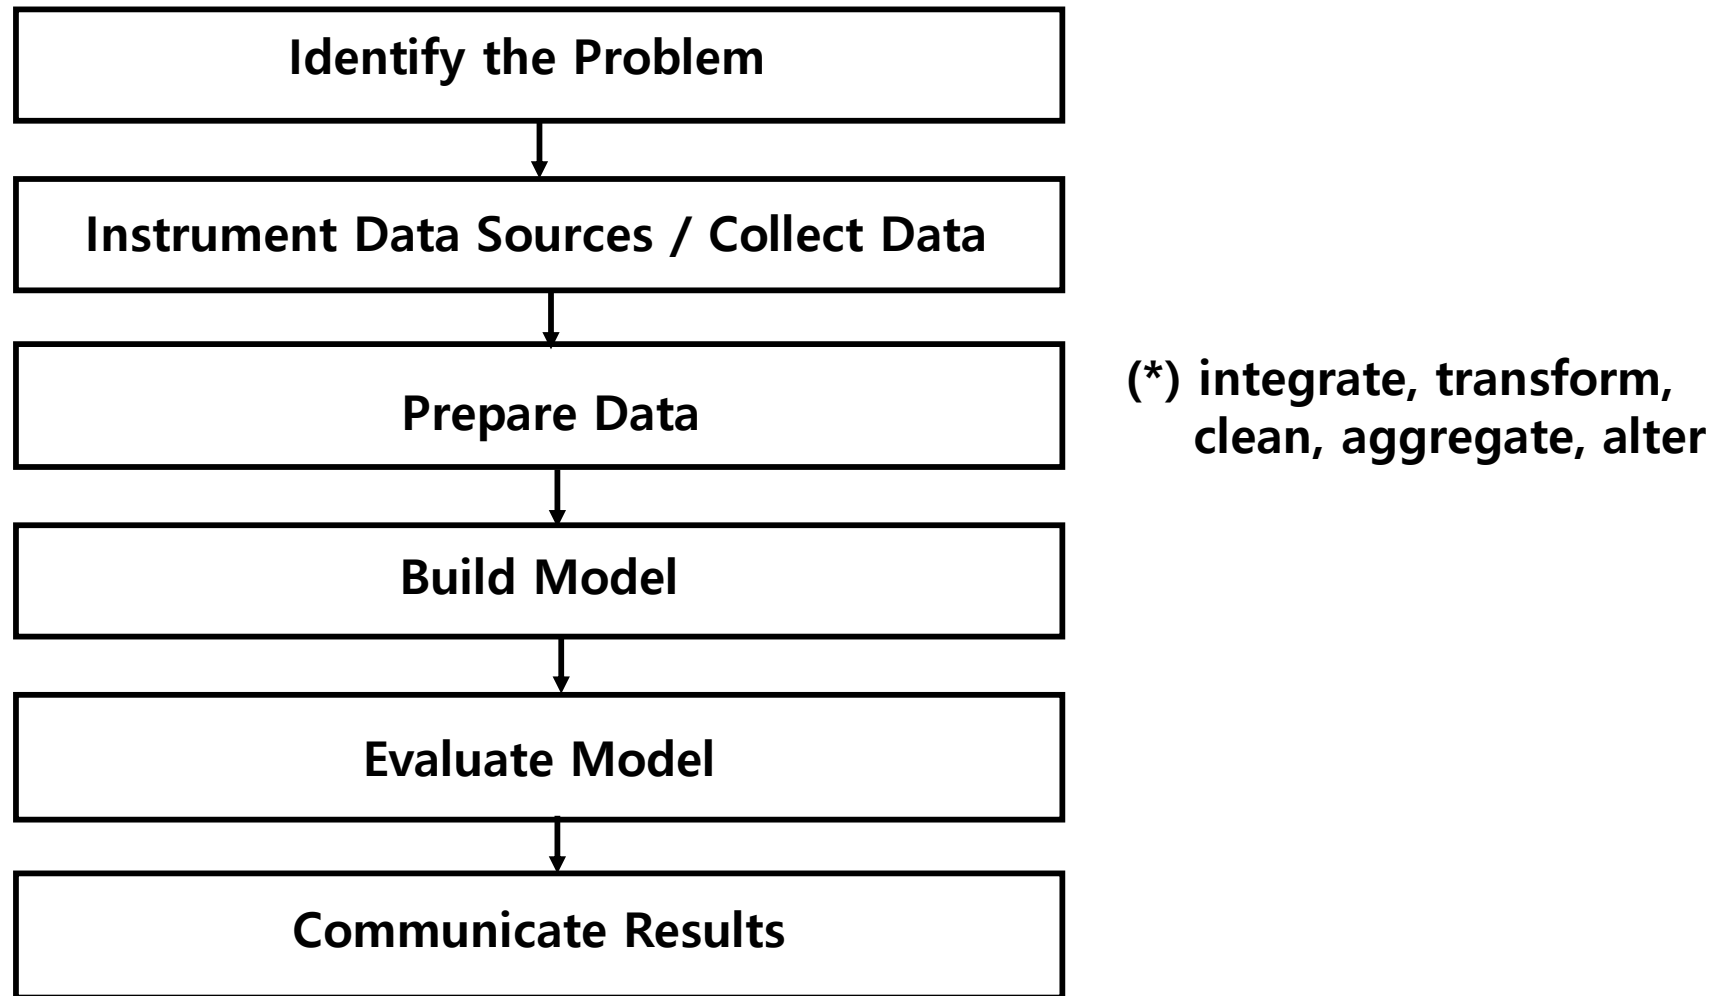 Identify the Problem
Instrument Data Sources / Collect Data
Prepare Data
(*) integrate, transform,
clean, aggregate, alter
Build Model
Evaluate Model
Communicate Results